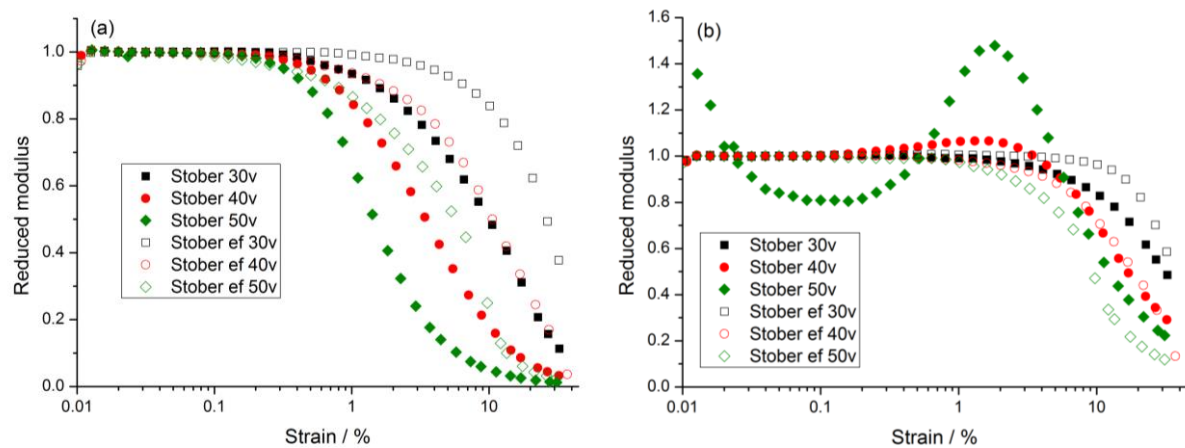 (a)
1.0
0.8
0.6
0.4
0.2
0.0
Reduced modulus
Stober 30v
Stober 40v
Stober 50v
Stober ef 30v
Stober ef 40v
Stober ef 50v
0.01
0.1
1
10
Strain / %
(b)
1.6
1.4
1.2
1.0
0.8
0.6
0.4
0.2
0.0
Reduced modulus
Stober 30v
Stober 40v
Stober 50v
Stober ef 30v
Stober ef 40v
Stober ef 50v
0.01
0.1
1
10
Strain / %